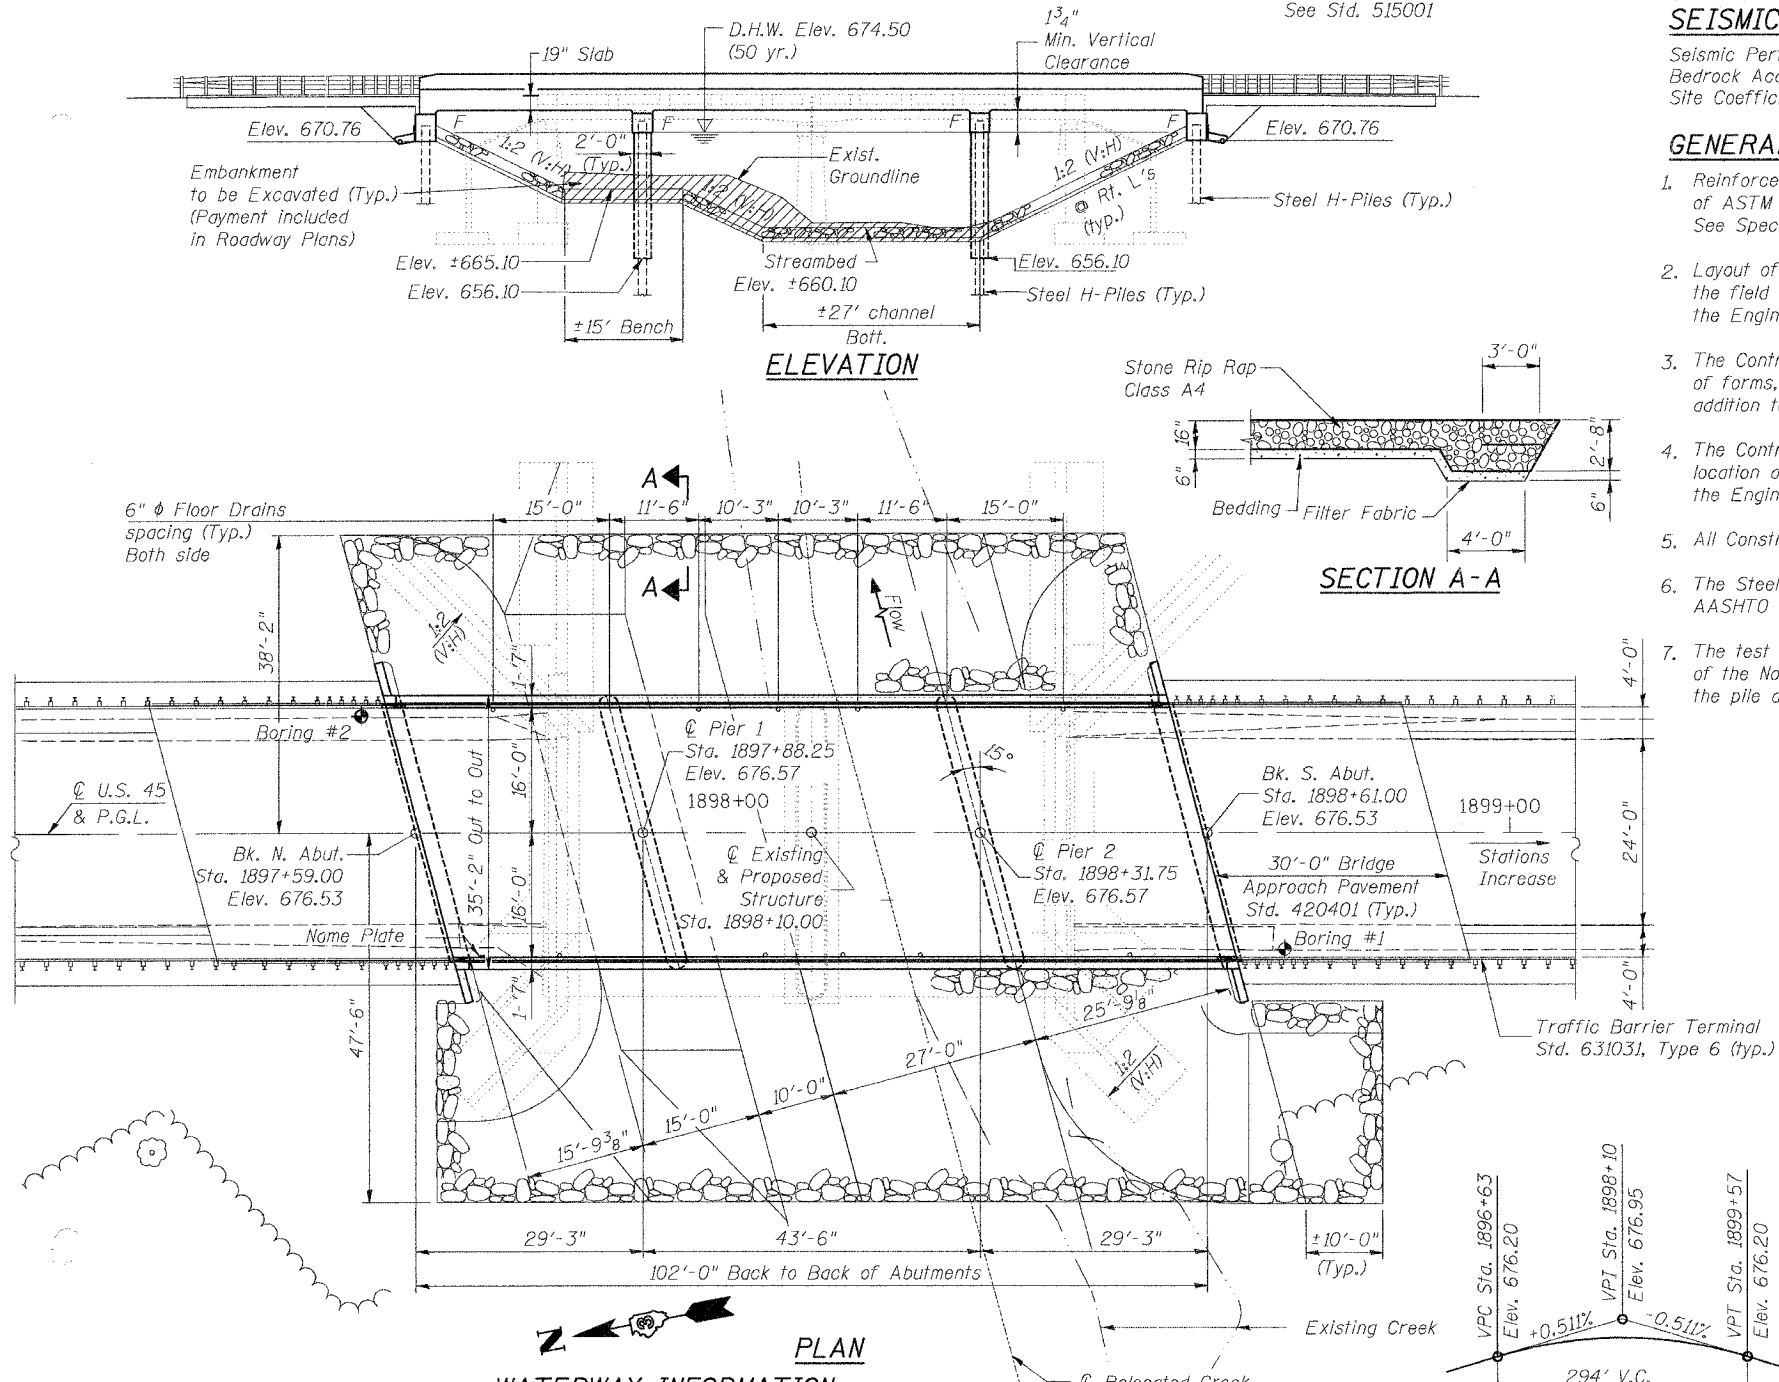 See Std. 515001
SEISMIC
Seismic Per
Bedrock Acc
Site Coeffic
D.H.W. Elev. 674.50
(50 yr.)
1 3/4"
Min. Vertical
Clearance
19" Slab
Elev. 670.76
F
F
F
F
Elev. 670.76
1:2 (V:H)
2'-0"
(Typ.)
1:2 (V:H)
1:2 (V:H)
@ Rt. L's
(typ.)
Exist.
Groundline
Embankment
to be Excavated (Typ.)
(Payment included
in Roadway Plans)
Steel H-Piles (Typ.)
Elev. ±665.10
Elev. 656.10
Streambed
Elev. ±660.10
Elev. 656.10
Steel H-Piles (Typ.)
±15' Bench
±27' channel
Bott.
ELEVATION
GENERA
1. Reinforce
of ASTM
See Spec
2. Layout of
the field
the Engin
3. The Contr
of forms,
addition t
4. The Contr
location a
the Engin
5. All Constr
6. The Steel
AASHTO
7. The test
of the No
the pile d
Stone Rip Rap
Class A4
3'-0"
16"
6"
2'-8"
6"
Bedding
Filter Fabric
4'-0"
SECTION A-A
6" φ Floor Drains
spacing (Typ.)
Both side
A
A
15'-0"
11'-6"
10'-3"
10'-3"
11'-6"
15'-0"
38'-2"
1:2
(V:H)
Flow
1'-7"
4'-0"
Boring #2
℄ Pier 1
Sta. 1897+88.25
Elev. 676.57
1898+00
15°
16'-0"
35'-2" Out to Out
Bk. S. Abut.
Sta. 1898+61.00
Elev. 676.53
1899+00
℄ U.S. 45
& P.G.L.
24'-0"
Bk. N. Abut.
Sta. 1897+59.00
Elev. 676.53
℄ Existing
& Proposed
Structure
Sta. 1898+10.00
℄ Pier 2
Sta. 1898+31.75
Elev. 676.57
30'-0" Bridge
Approach Pavement
Std. 420401 (Typ.)
Stations
Increase
16'-0"
Name Plate
Boring #1
4'-0"
1'-7"
47'-6"
25'-9 1/8"
27'-0"
10'-0"
15'-0"
15'-9 3/8"
1:2
(V:H)
Traffic Barrier Terminal
Std. 631031, Type 6 (typ.)
29'-3"
43'-6"
29'-3"
±10'-0"
(Typ.)
102'-0" Back to Back of Abutments
N
3
PLAN
Existing Creek
℄ Relocated Creek
WATERWAY INFORMATION
VPC Sta. 1896+63
Elev. 676.20
VPI Sta. 1898+10
Elev. 676.95
VPT Sta. 1899+57
Elev. 676.20
+0.511%
-0.511%
294' V.C.